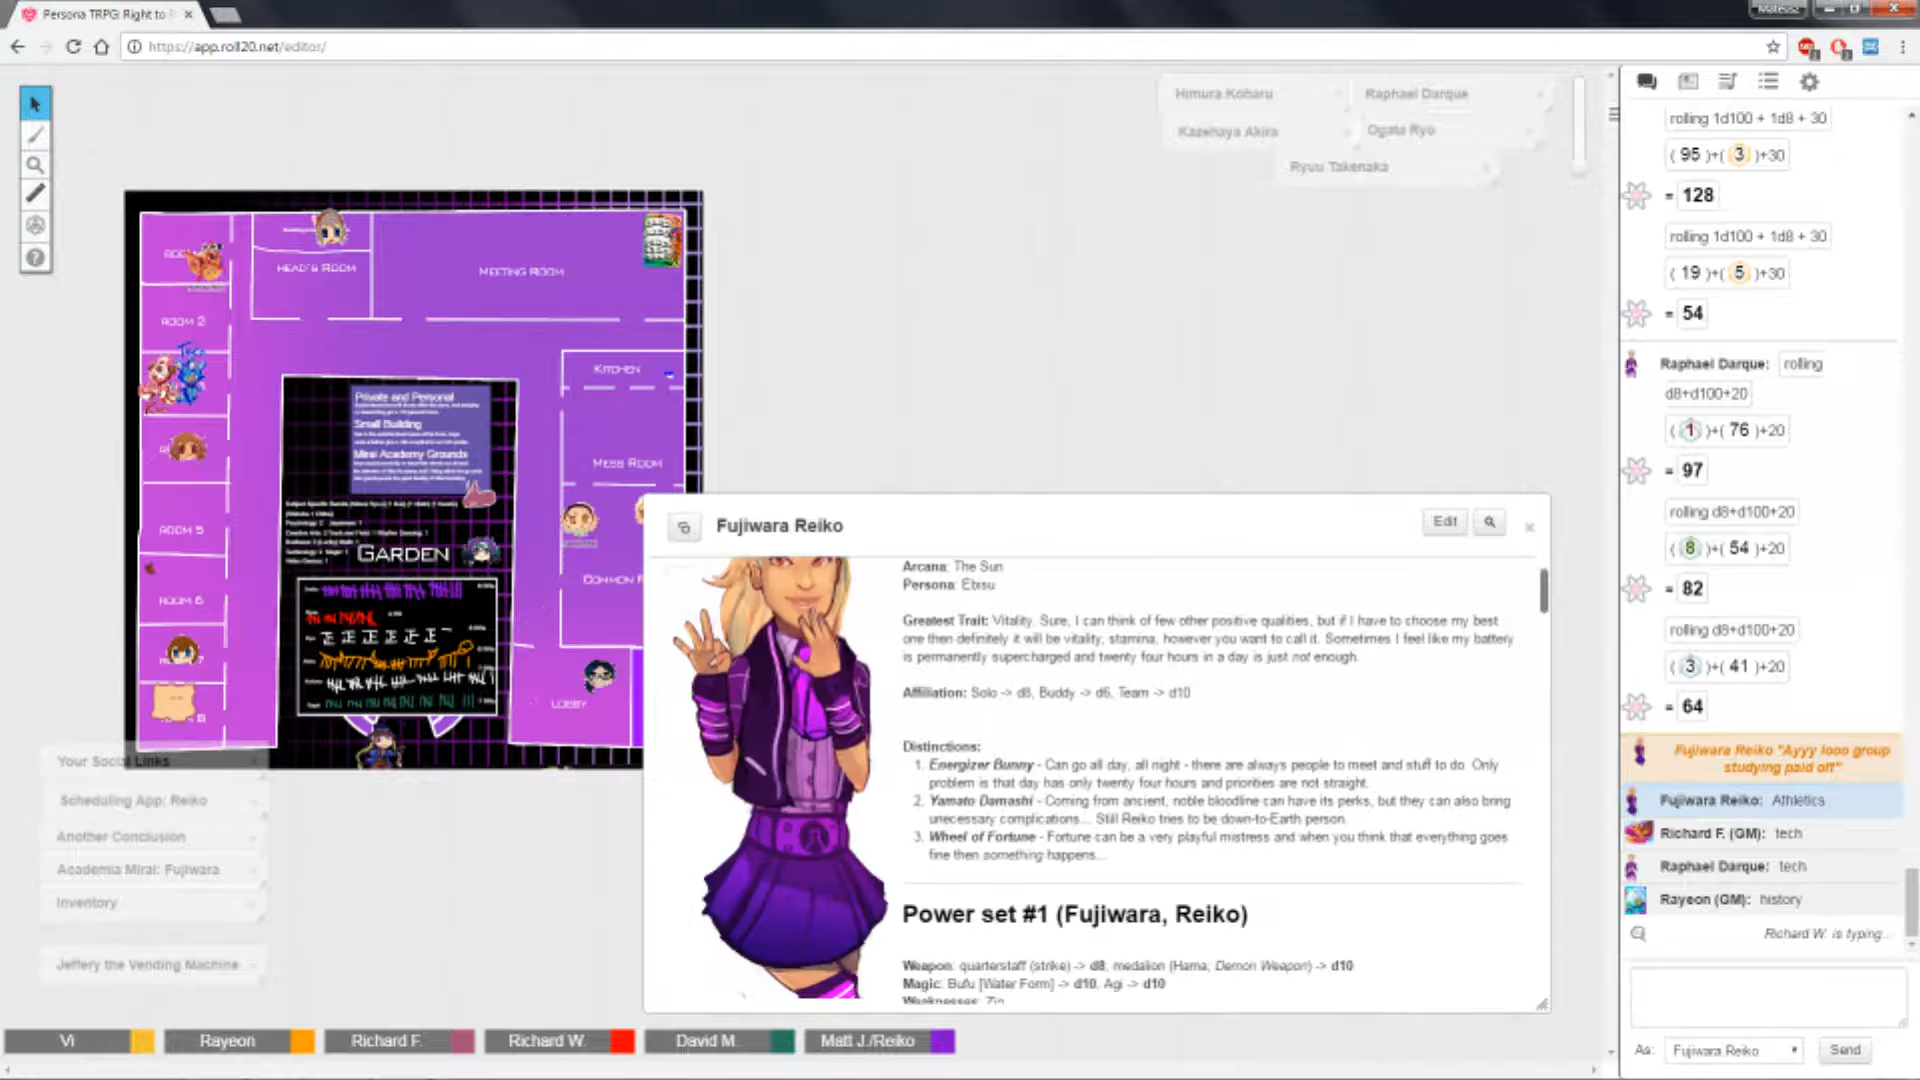 Persona TRPG: Right to
Mateusz
https://app.roll20.net/editor/
Himura Koharu
Raphael Darque
Kazehaya Akira
Ogata Ryo
Ryuu Takenaka
HEAD'S ROOM
MEETING ROOM
ROOM 2
KITCHEN
Private and Personal
Small Building
Mirai Academy Grounds
MESS ROOM
ROOM 5
GARDEN
ROOM 6
COMMON
LOBBY
Your Social Links
Scheduling App: Reiko
Another Conclusion
Academia Mirai: Fujiwara
Inventory
Jeffery the Vending Machine
Fujiwara Reiko
Edit
Arcana: The Sun
Persona: Ebisu
Greatest Trait: Vitality. Sure, I can think of few other positive qualities, but if I have to choose my best
one then definitely it will be vitality, stamina, however you want to call it. Sometimes I feel like my battery
is permanently supercharged and twenty four hours in a day is just not enough.
Affiliation: Solo -> d8, Buddy -> d6, Team -> d10
Distinctions:
1. Energizer Bunny - Can go all day, all night - there are always people to meet and stuff to do. Only
problem is that day has only twenty four hours and priorities are not straight.
2. Yamato Damashi - Coming from ancient, noble bloodline can have its perks, but they can also bring
unecessary complications... Still Reiko tries to be down-to-Earth person.
3. Wheel of Fortune - Fortune can be a very playful mistress and when you think that everything goes
fine then something happens...
Power set #1 (Fujiwara, Reiko)
Weapon: quarterstaff (strike) -> d8, medalion (Hama; Demon Weapon) -> d10
Magic: Bufu [Water Form] -> d10, Agi -> d10
Weaknesses: Zio
rolling 1d100 + 1d8 + 30
( 95 )+( 3 )+30
= 128
rolling 1d100 + 1d8 + 30
( 19 )+( 5 )+30
= 54
Raphael Darque: rolling
d8+d100+20
( 1 )+( 76 )+20
= 97
rolling d8+d100+20
( 8 )+( 54 )+20
= 82
rolling d8+d100+20
( 3 )+( 41 )+20
= 64
Fujiwara Reiko "Ayyy looo group
studying paid off"
Fujiwara Reiko: Athletics
Richard F. (GM): tech
Raphael Darque: tech
Rayeon (GM): history
Richard W. is typing...
As: Fujiwara Reiko
Send
Vi
Rayeon
Richard F.
Richard W.
David M.
Matt J./Reiko